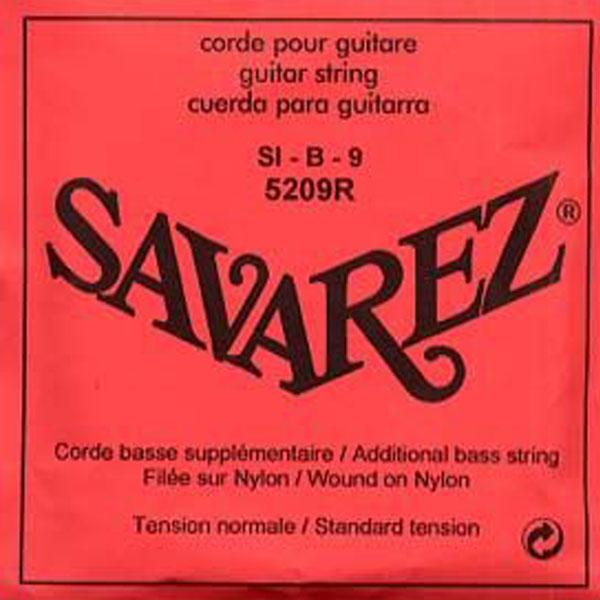 corde pour guitare
guitar string
cuerda para guitarra
SI - B - 9
5209R
SAVAREZ®
Corde basse supplémentaire / Additional bass string
Filée sur Nylon / Wound on Nylon
Tension normale / Standard tension